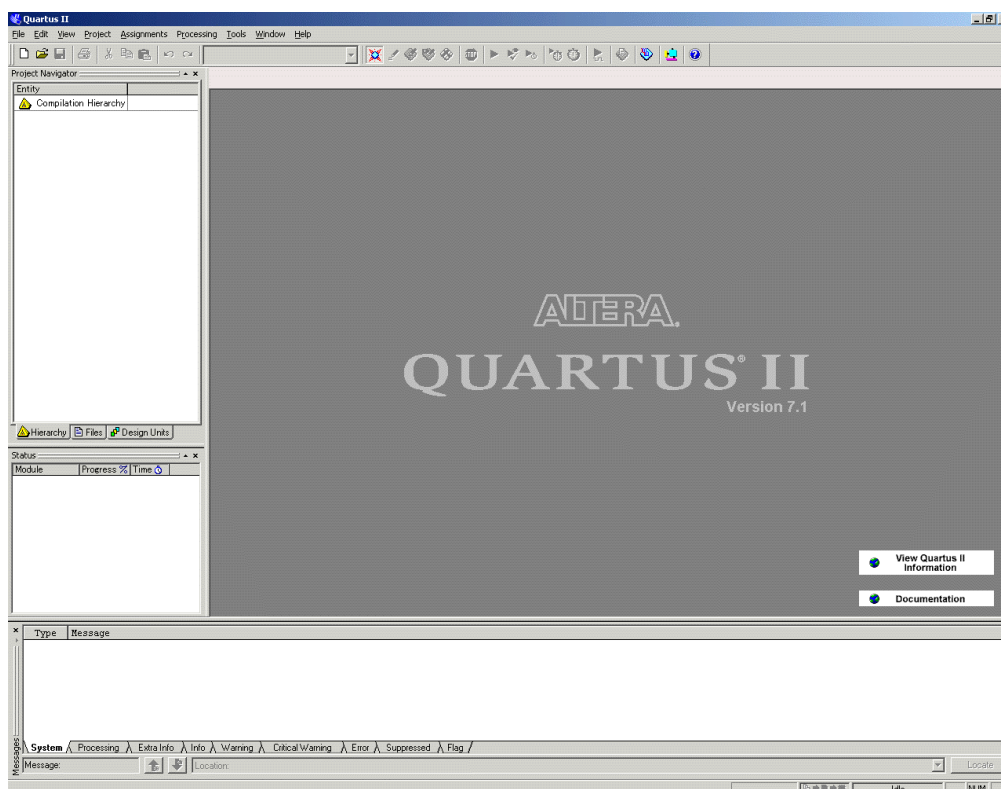 Quartus II
File Edit View Project Assignments Processing Tools Window Help
Project Navigator
Entity
Compilation Hierarchy
Hierarchy Files Design Units
Status
Module Progress % Time
ALTERA
QUARTUS® II
Version 7.1
View Quartus II
Information
Documentation
Type Message
System Processing Extra Info Info Warning Critical Warning Error Suppressed Flag
Messages
Message: Location: Locate
Idle NUM